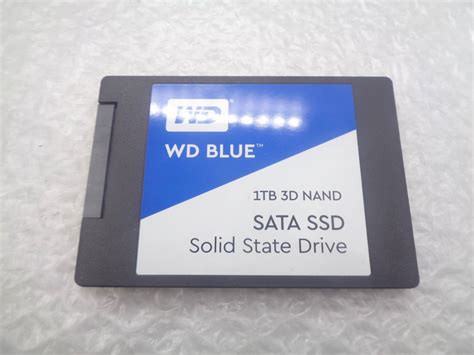 WD
WD BLUE™
1TB 3D NAND
SATA SSD
Solid State Drive